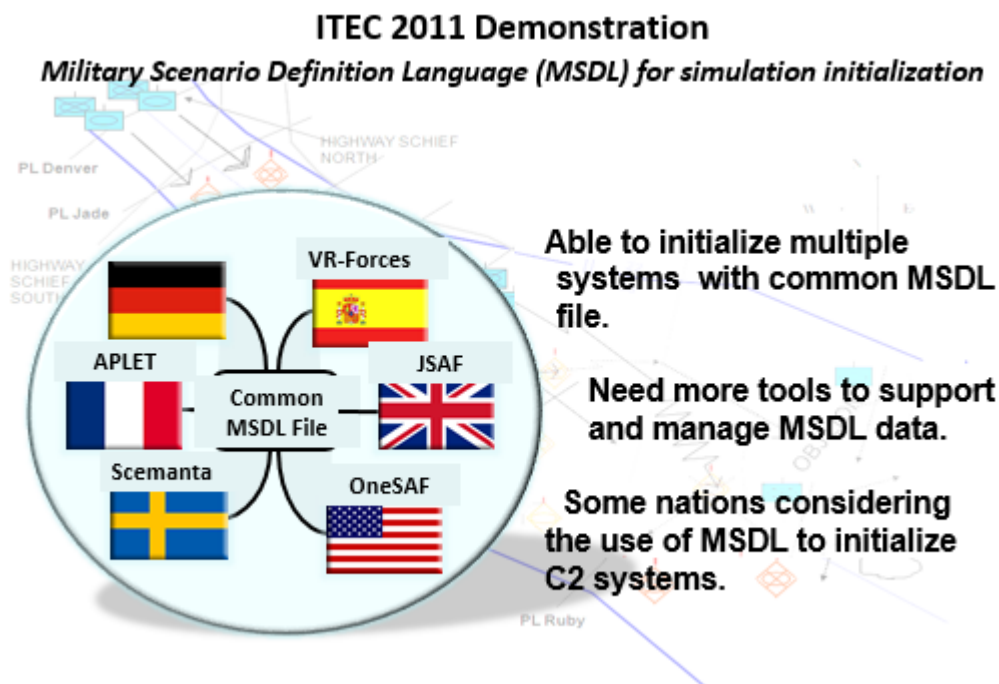 ITEC 2011 Demonstration
Military Scenario Definition Language (MSDL) for simulation initialization
HIGHWAY SCHIEF
NORTH
PL Denver
PL Jade
HIGHWAY
SCHIEF
SOUTH
VR-Forces
APLET
JSAF
Common
MSDL File
Scemanta
OneSAF
Able to initialize multiple
systems with common MSDL
file.
Need more tools to support
and manage MSDL data.
Some nations considering
the use of MSDL to initialize
C2 systems.
W
E
PL Ruby